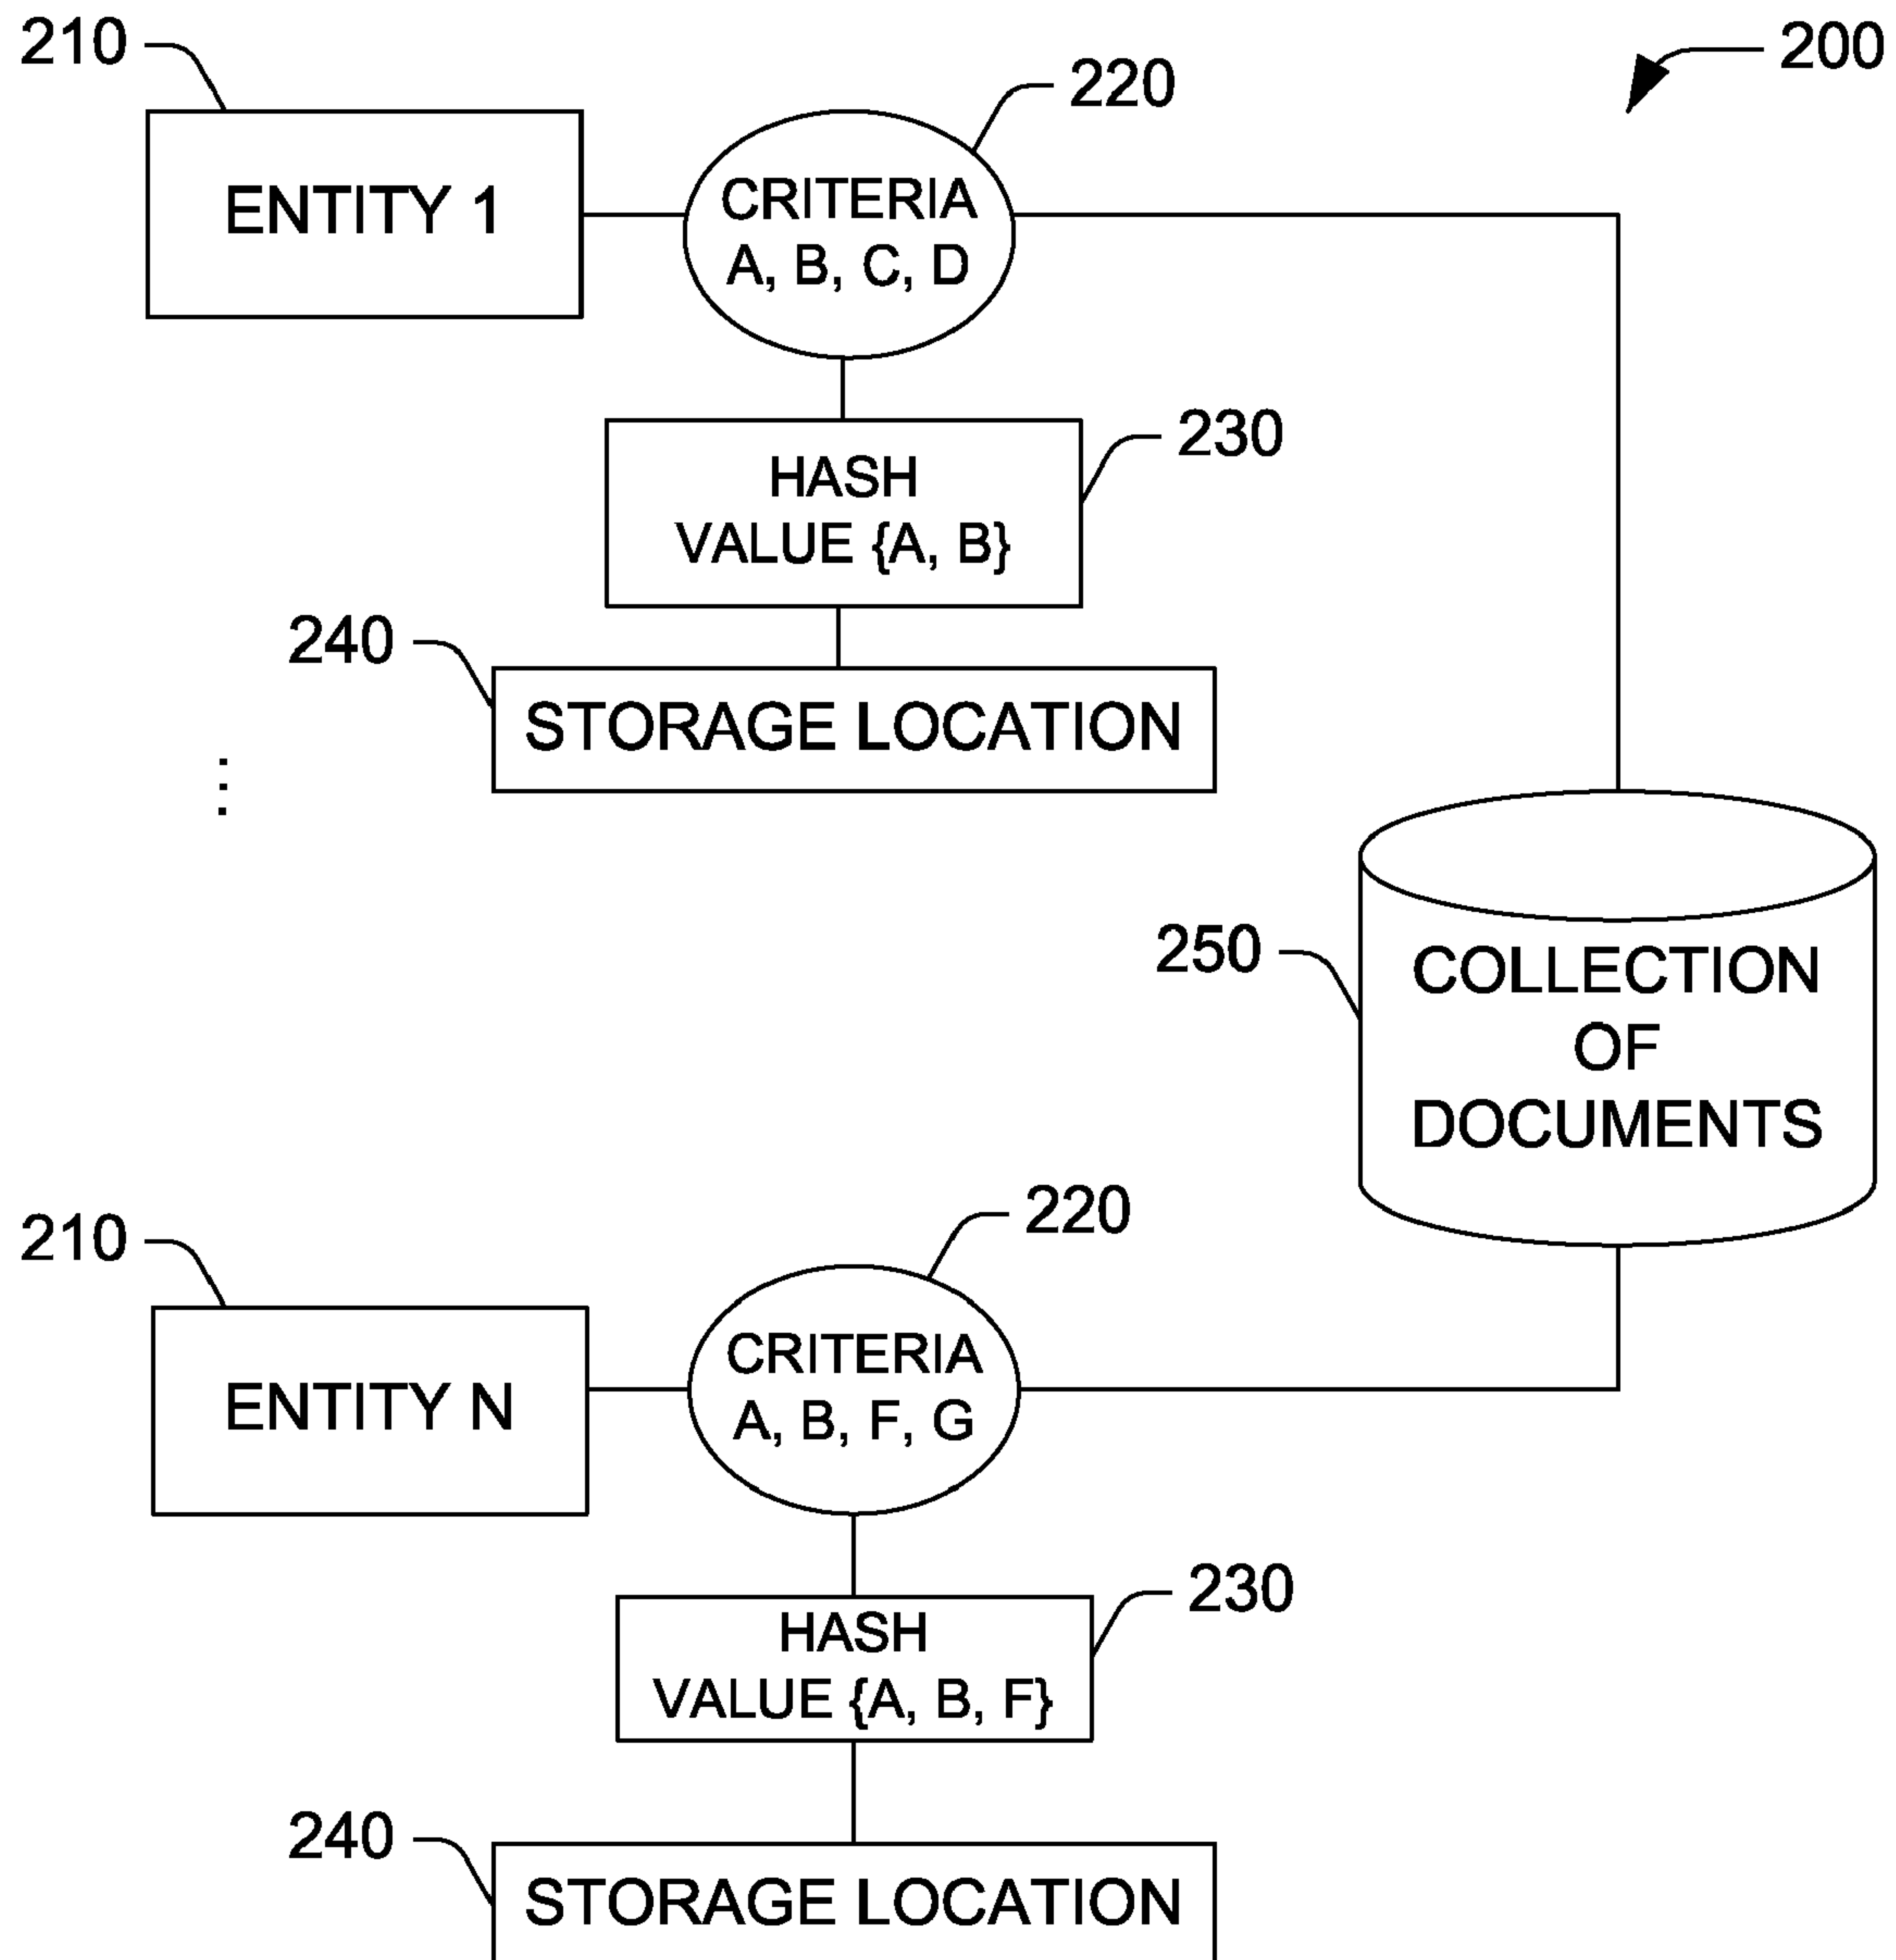 210
200
220
ENTITY 1
CRITERIA
A, B, C, D
230
HASH
VALUE {A, B}
240
STORAGE LOCATION
250
COLLECTION
OF
DOCUMENTS
210
220
ENTITY N
CRITERIA
A, B, F, G
230
HASH
VALUE {A, B, F}
240
STORAGE LOCATION